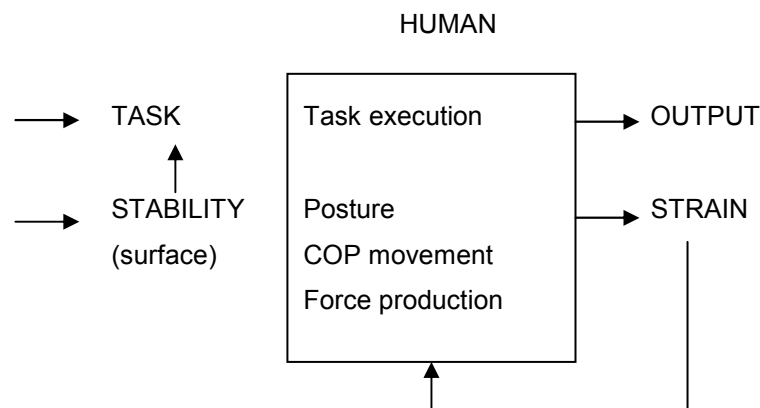 HUMAN
TASK Task execution OUTPUT
STABILITY Posture STRAIN
(surface) COP movement
Force production